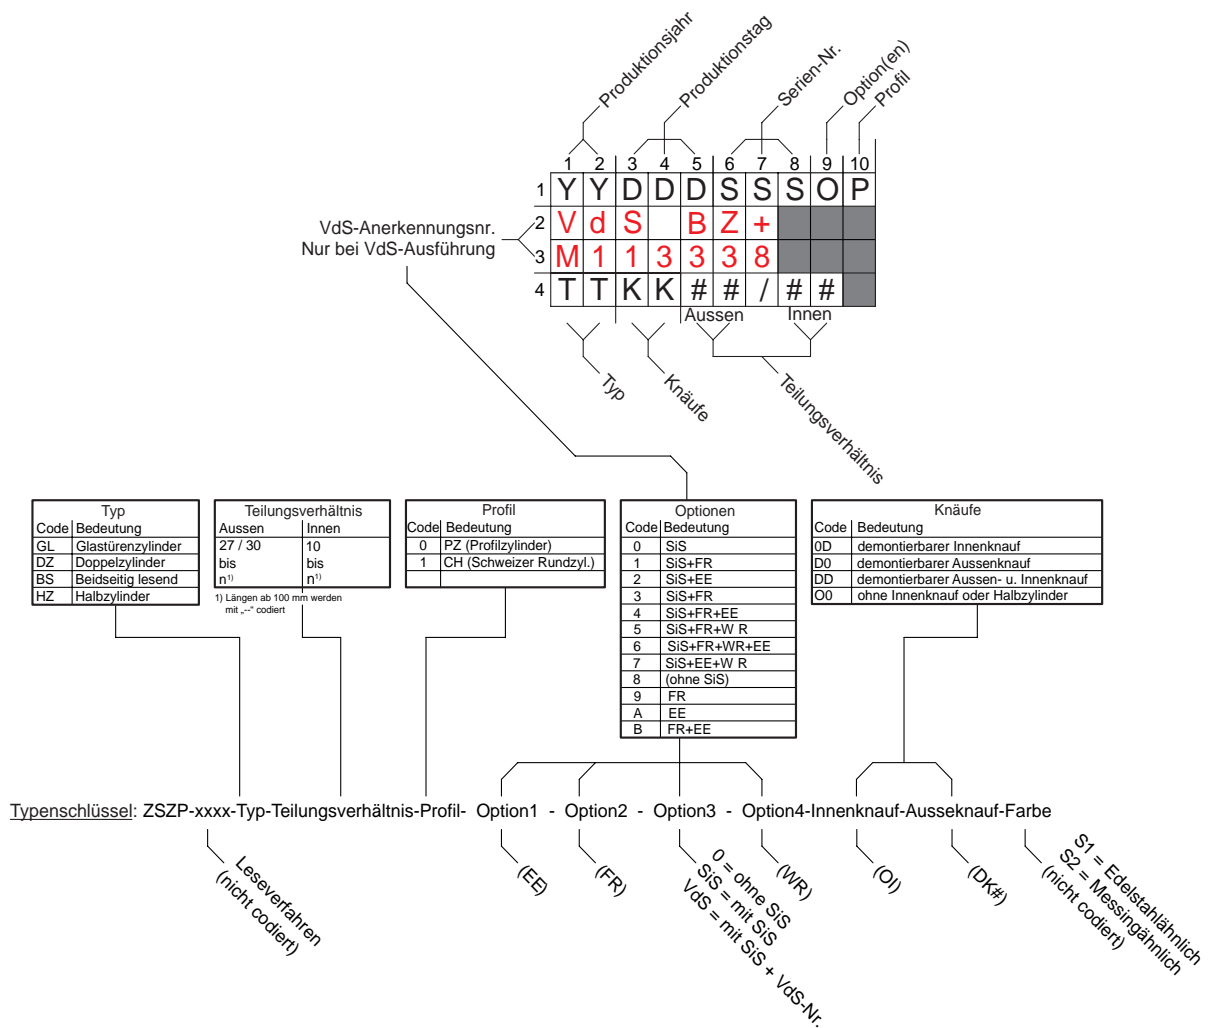 Produktionsjahr
Produktionstag
Serien-Nr.
Option(en)
Profil
1 2 3 4 5 6 7 8 9 10
1 Y Y D D D S S S O P
2 V d S B Z +
3 M 1 1 3 3 3 8
4 T T K K # # / # #
Aussen Innen
VdS-Anerkennungsnr.
Nur bei VdS-Ausführung
Typ
Knäufe
Teilungsverhältnis
Typ
Code Bedeutung
GL Glastürenzylinder
DZ Doppelzylinder
BS Beidseitig lesend
HZ Halbzylinder
Teilungsverhältnis
Aussen Innen
27 / 30 10
bis bis
n1) n1)
1) Längen ab 100 mm werden
mit „--“ codiert
Profil
Code Bedeutung
0 PZ (Profilzylinder)
1 CH (Schweizer Rundzyl.)
Optionen
Code Bedeutung
0 SiS
1 SiS+FR
2 SiS+EE
3 SiS+FR
4 SiS+FR+EE
5 SiS+FR+W R
6 SiS+FR+WR+EE
7 SiS+EE+W R
8 (ohne SiS)
9 FR
A EE
B FR+EE
Knäufe
Code Bedeutung
0D demontierbarer Innenknauf
D0 demontierbarer Aussenknauf
DD demontierbarer Aussen- u. Innenknauf
O0 ohne Innenknauf oder Halbzylinder
Typenschlüssel: ZSZP-xxxx-Typ-Teilungsverhältnis-Profil- Option1 - Option2 - Option3 - Option4-Innenknauf-Ausseknauf-Farbe
Leseverfahren
(nicht codiert)
(EE)
(FR)
0 = ohne SiS
SiS = mit SiS
VdS = mit SiS + VdS-Nr.
(WR)
(OI)
(DK#)
S1 = Edelstahlähnlich
S2 = Messingähnlich
(nicht codiert)